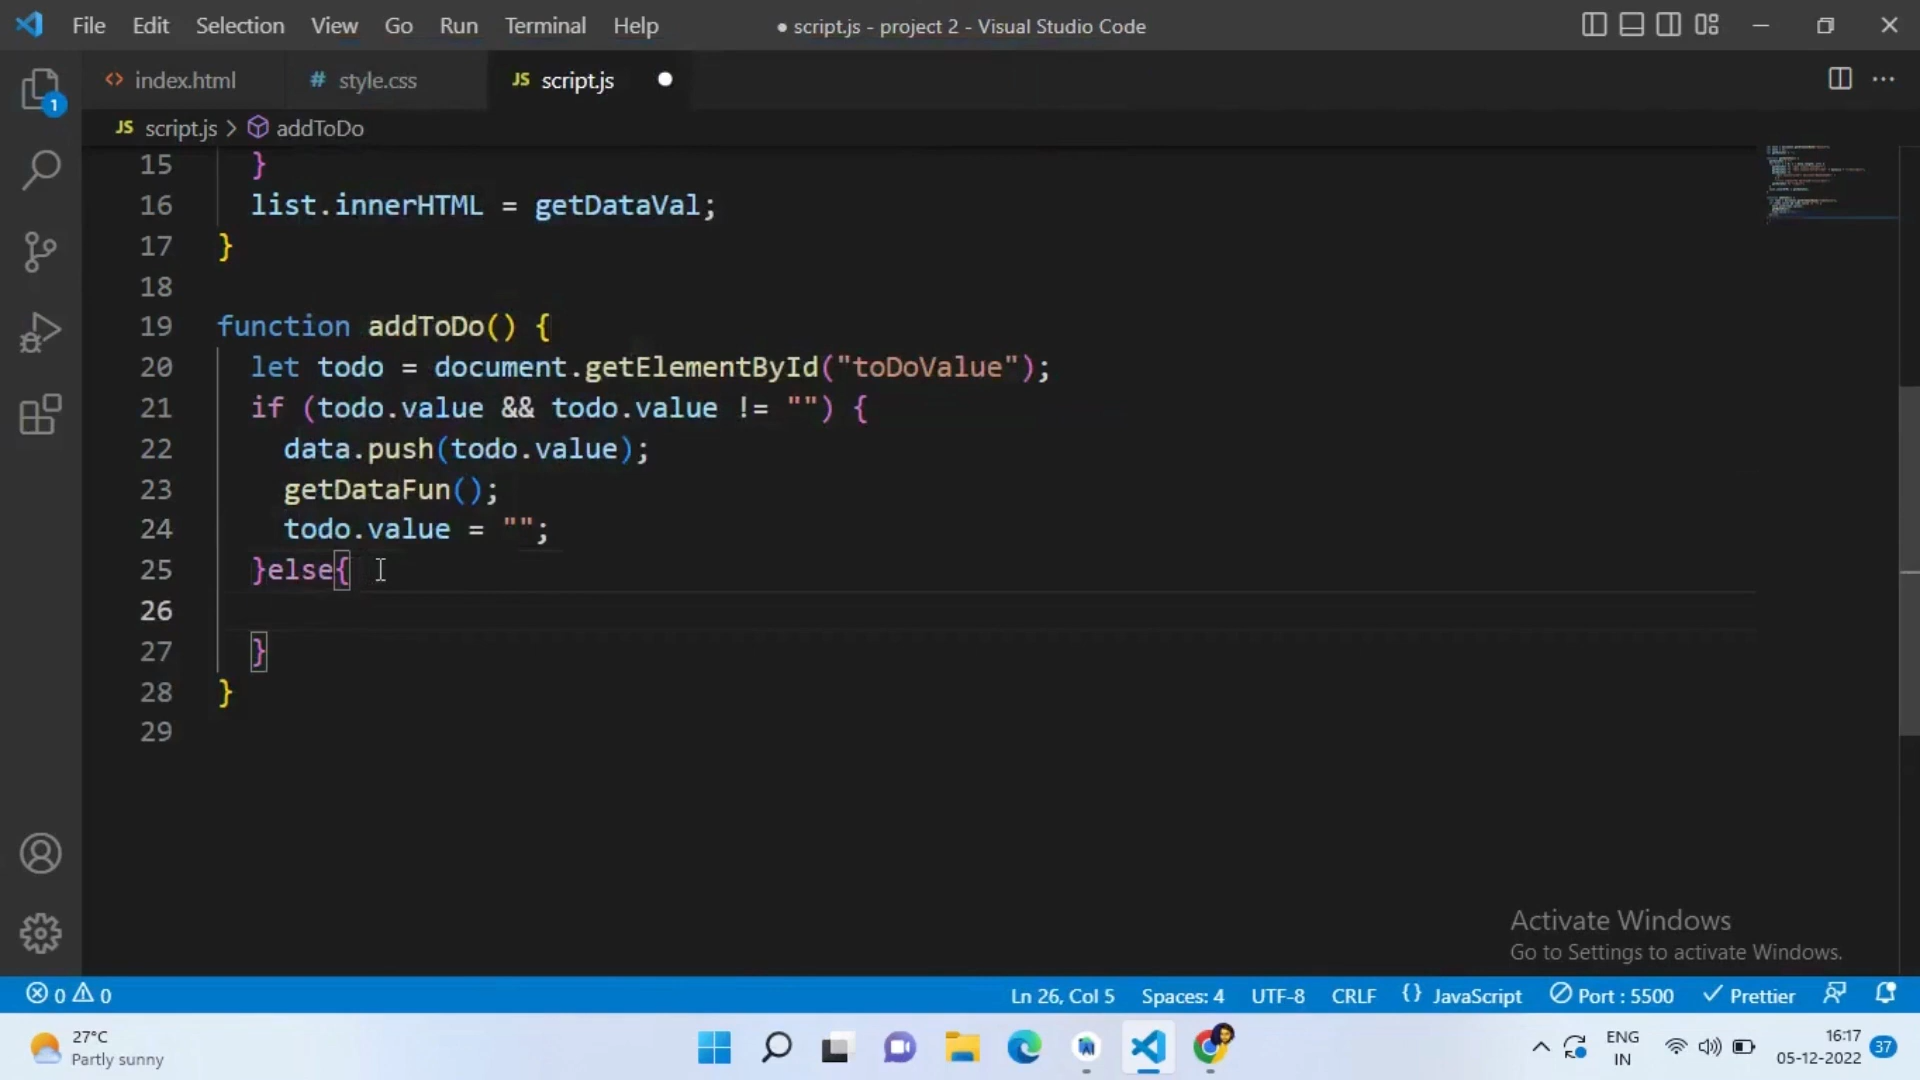 File Edit Selection View Go Run Terminal Help ● script.js - project 2 - Visual Studio Code
<> index.html # style.css JS script.js
JS script.js > addToDo
15 }
16 list.innerHTML = getDataVal;
17 }
18
19 function addToDo() {
20 let todo = document.getElementById("toDoValue");
21 if (todo.value && todo.value != "") {
22 data.push(todo.value);
23 getDataFun();
24 todo.value = "";
25 }else{
26
27 }
28 }
29
1
Activate Windows
Go to Settings to activate Windows.
0 0 Ln 26, Col 5 Spaces: 4 UTF-8 CRLF {} JavaScript Port : 5500 Prettier
27°C
Partly sunny
ENG
IN
16:17
05-12-2022
37